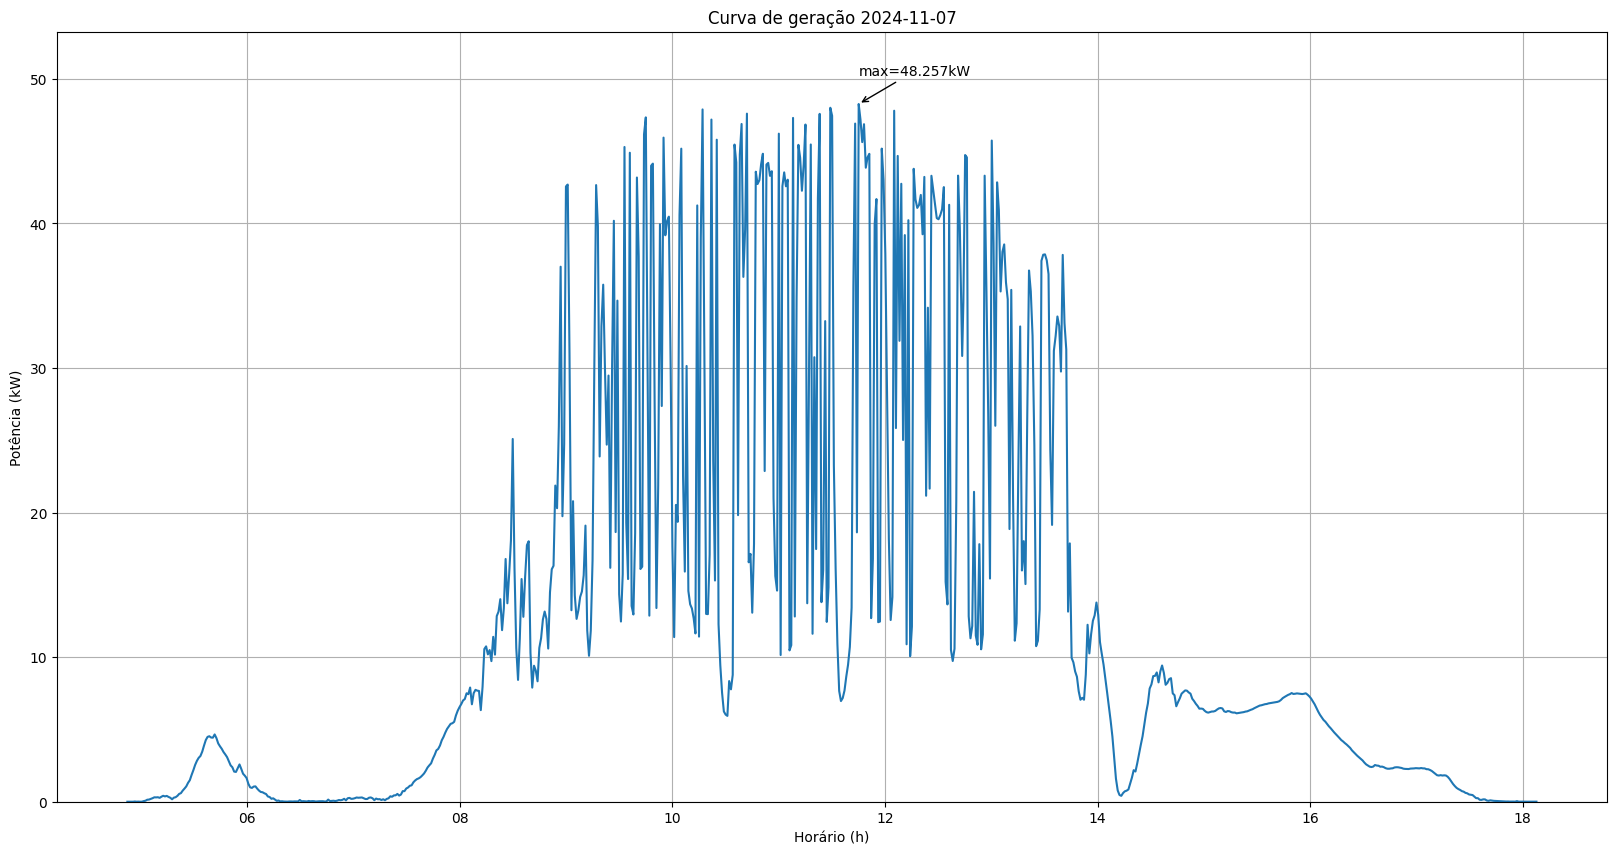 Curva de geração 2024-11-07
max=48.257kW
50
40
30
20
10
0
Potência (kW)
06 08 10 12 14 16 18
Horário (h)